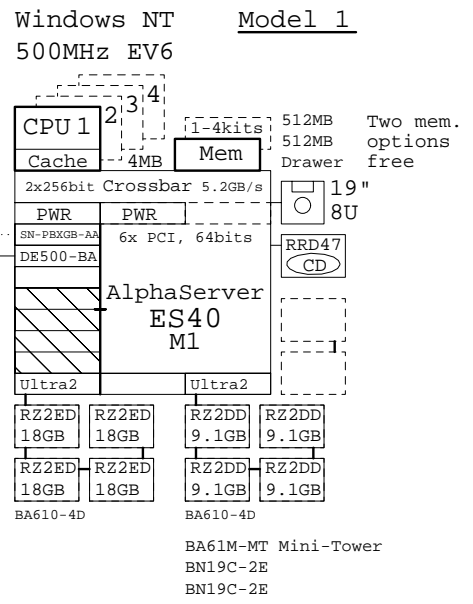 Windows NT
Model 1
500MHz EV6
4
3
2
CPU 1
1-4kits
512MB
Two mem.
512MB
options
Cache
4MB
Mem
Drawer
free
2x256bit Crossbar 5.2GB/s
19"
8U
PWR
PWR
SN-PBXGB-AA
6x PCI, 64bits
RRD47
DE500-BA
CD
AlphaServer
ES40
M1
Ultra2
Ultra2
RZ2ED
18GB
RZ2ED
18GB
RZ2DD
9.1GB
RZ2DD
9.1GB
RZ2ED
18GB
RZ2ED
18GB
RZ2DD
9.1GB
RZ2DD
9.1GB
BA610-4D
BA610-4D
BA61M-MT Mini-Tower
BN19C-2E
BN19C-2E